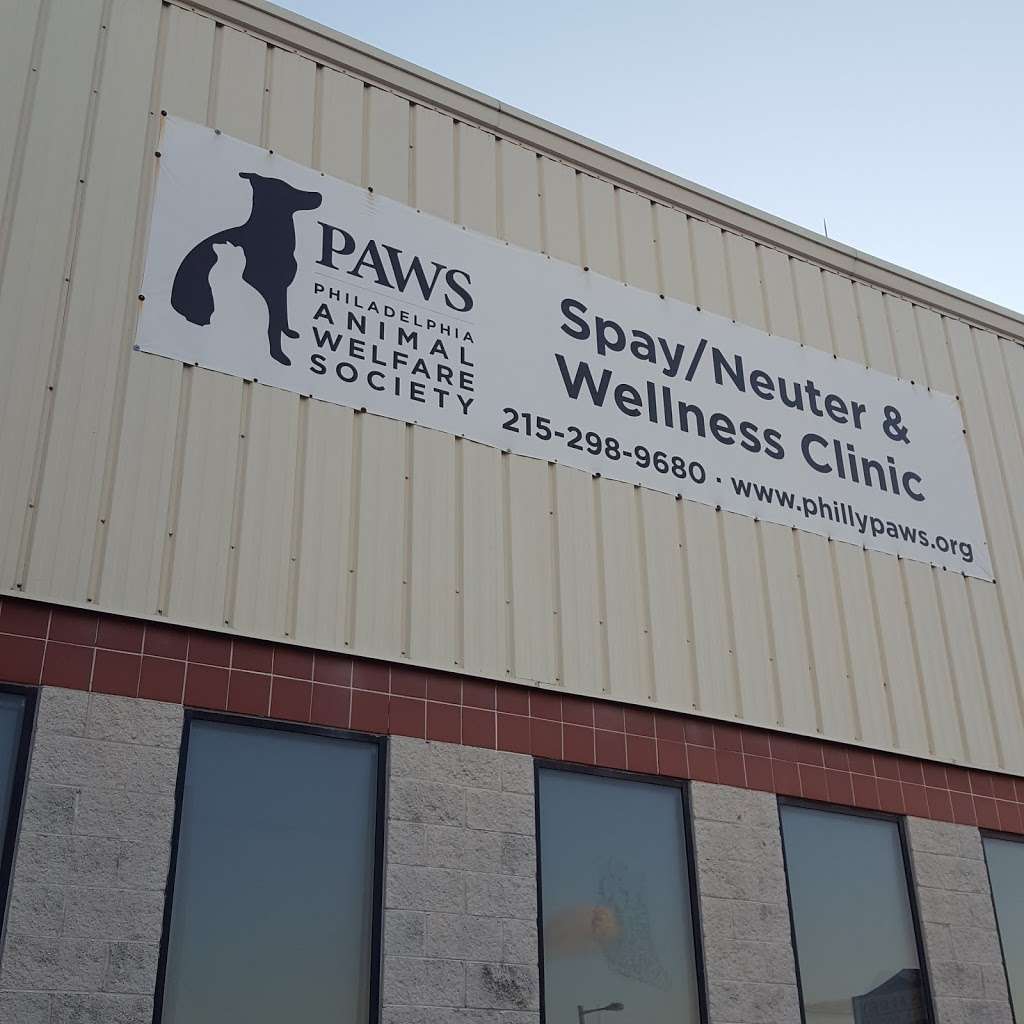 PAWS
PHILADELPHIA
ANIMAL
WELFARE
SOCIETY
Spay/Neuter &
Wellness Clinic
215-298-9680 · www.phillypaws.org